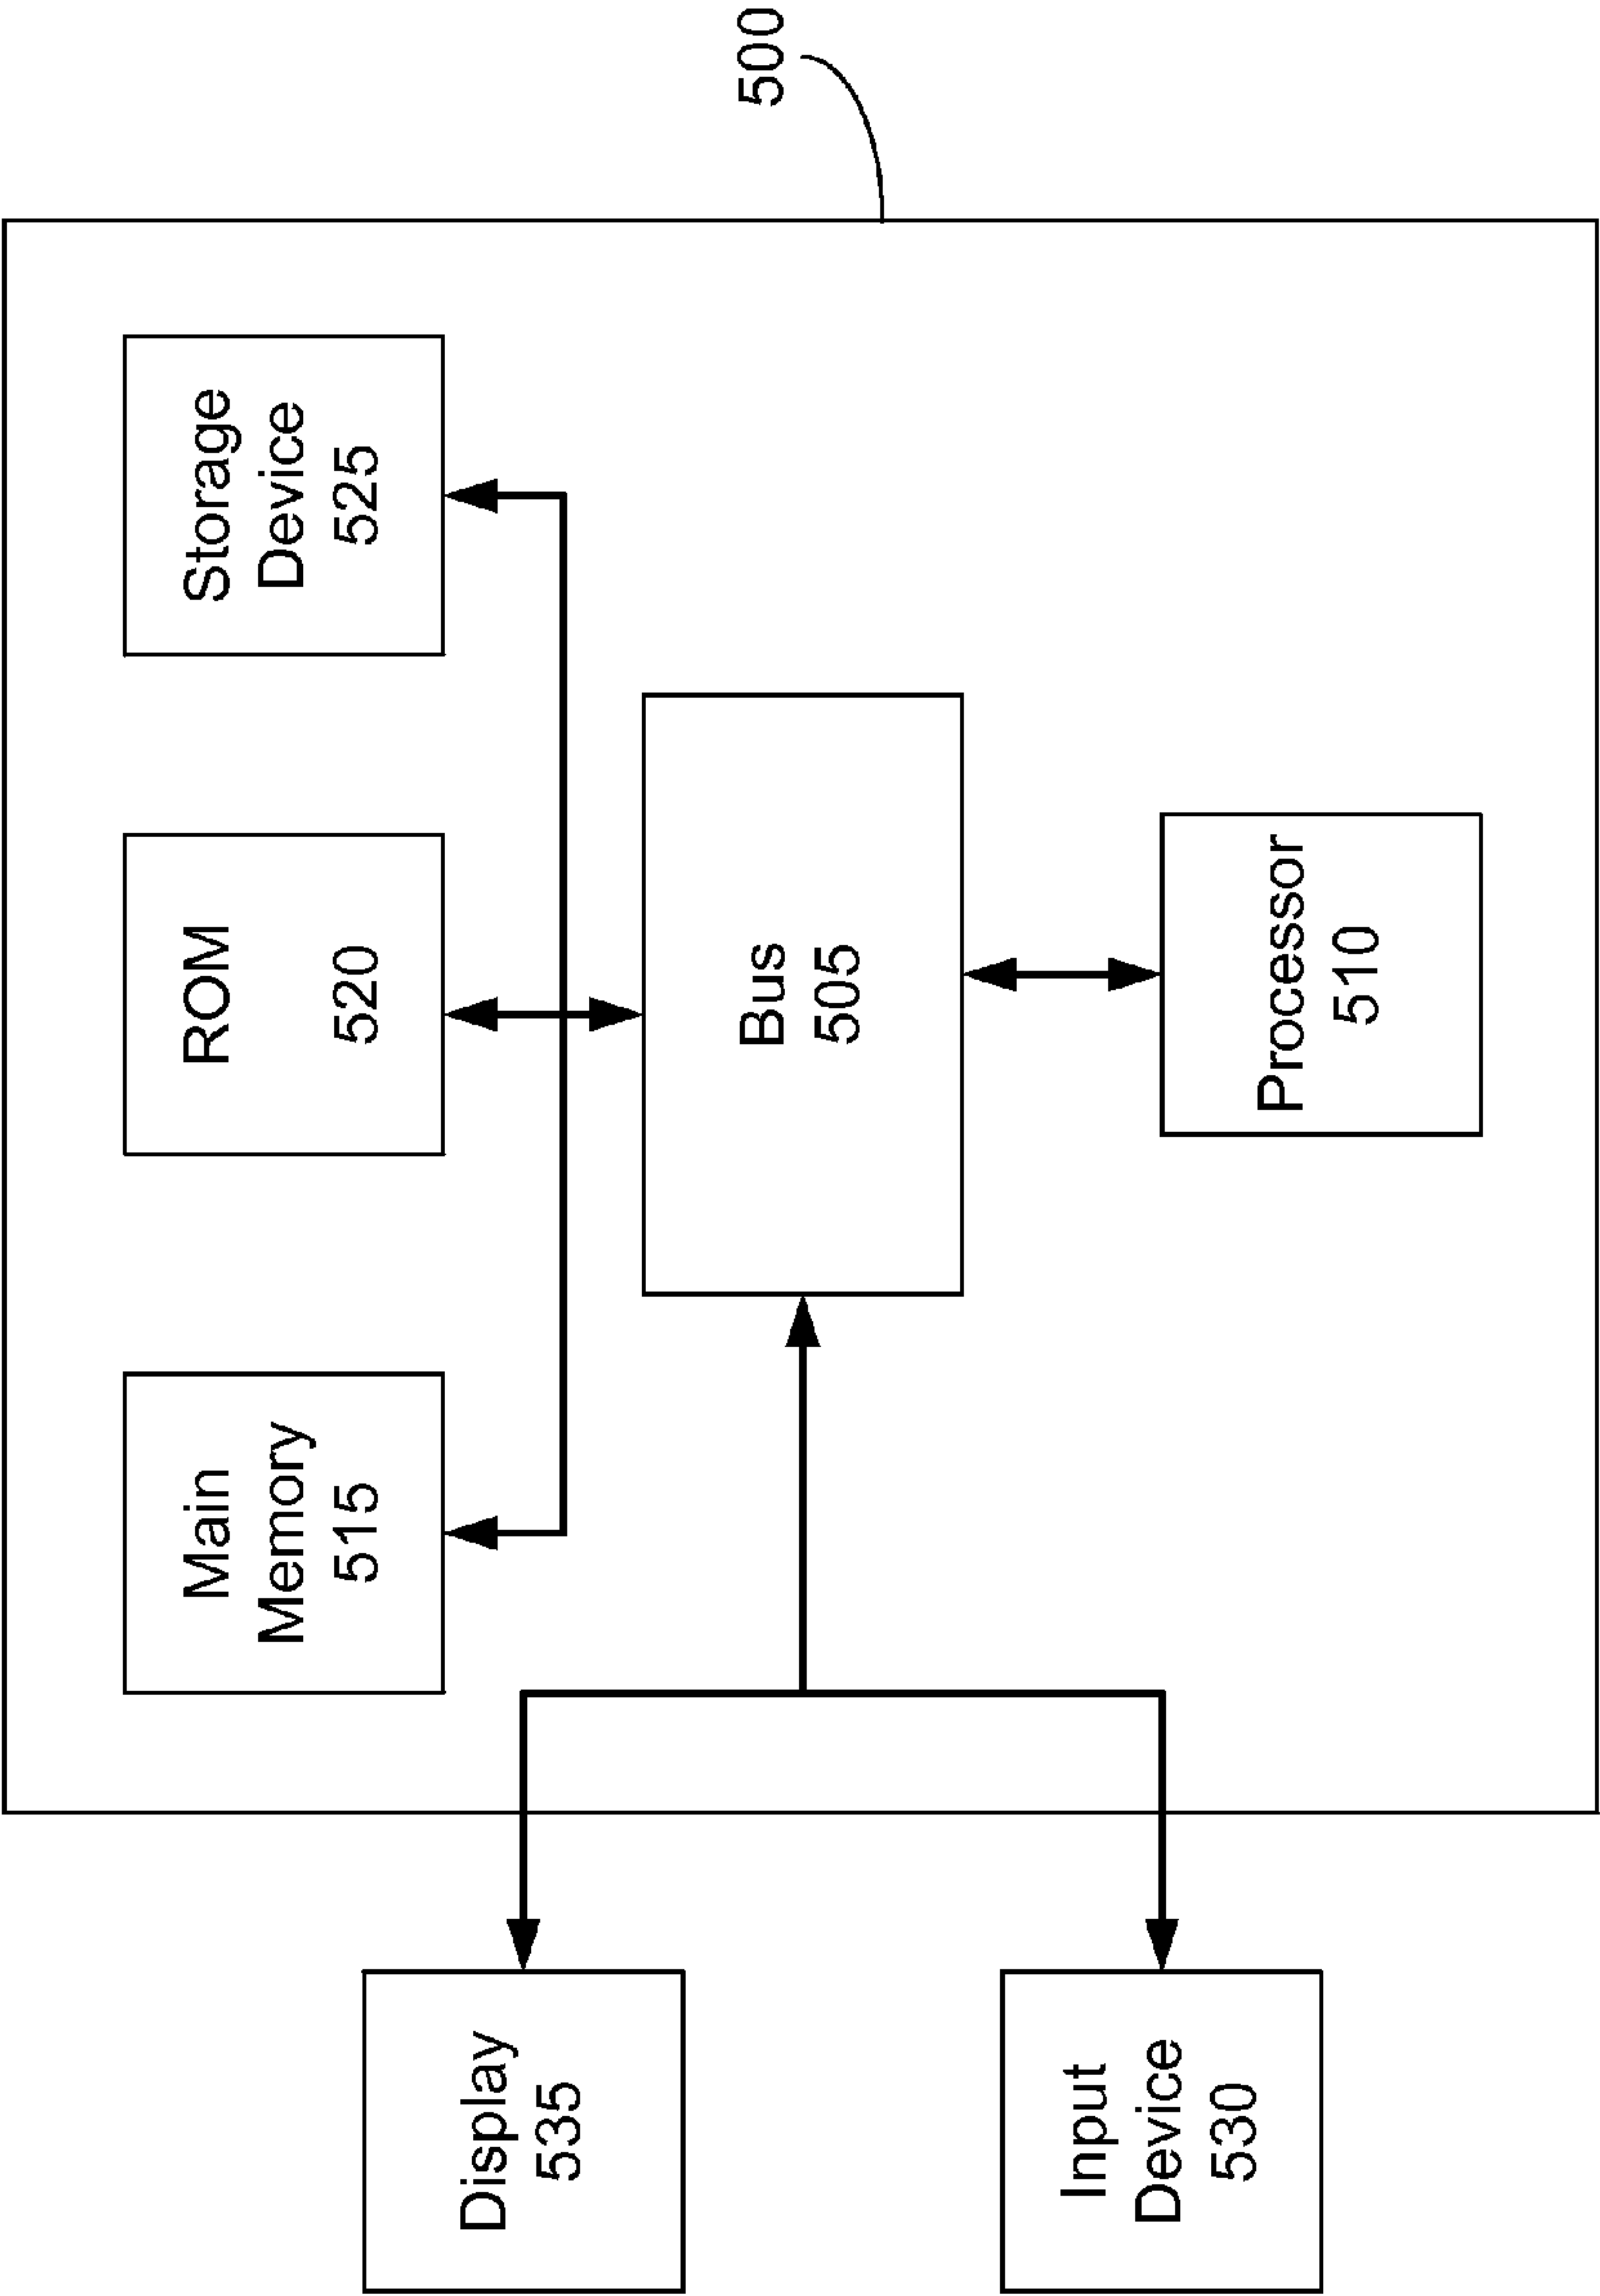 500
Main
Memory
515
ROM
520
Storage
Device
525
Display
535
Bus
505
Input
Device
530
Processor
510